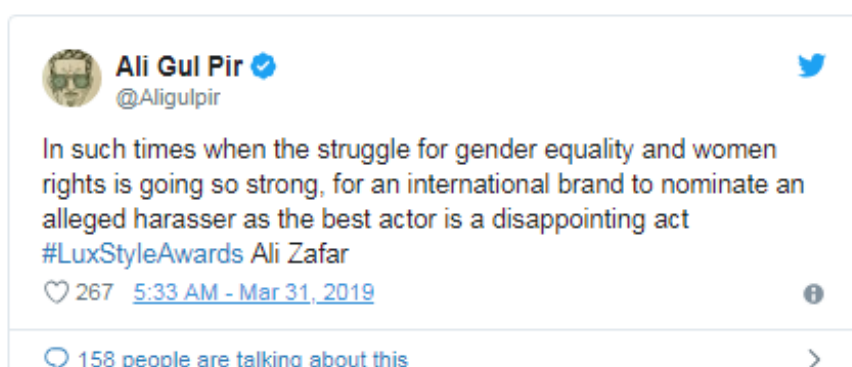 Ali Gul Pir
@Aligulpir
In such times when the struggle for gender equality and women
rights is going so strong, for an international brand to nominate an
alleged harasser as the best actor is a disappointing act
#LuxStyleAwards Ali Zafar
267 5:33 AM - Mar 31, 2019
158 people are talking about this